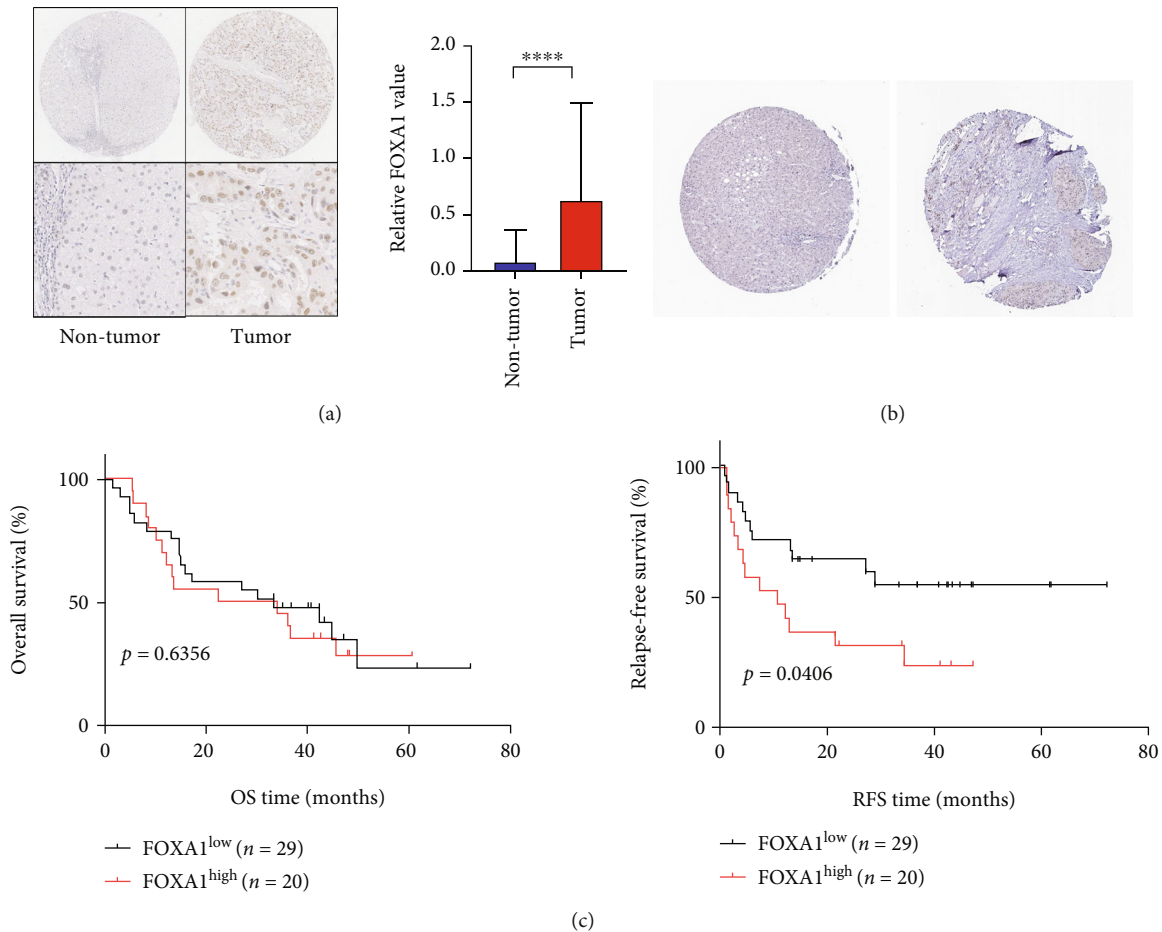 Non-tumor
Tumor
Relative FOXA1 value
2.0
1.5
1.0
0.5
0.0
****
Non-tumor
Tumor
(a)
(b)
Overall survival (%)
100
50
0
p = 0.6356
0 20 40 60 80
OS time (months)
FOXA1low (n = 29)
FOXA1high (n = 20)
Relapse-free survival (%)
100
50
0
p = 0.0406
0 20 40 60 80
RFS time (months)
FOXA1low (n = 29)
FOXA1high (n = 20)
(c)